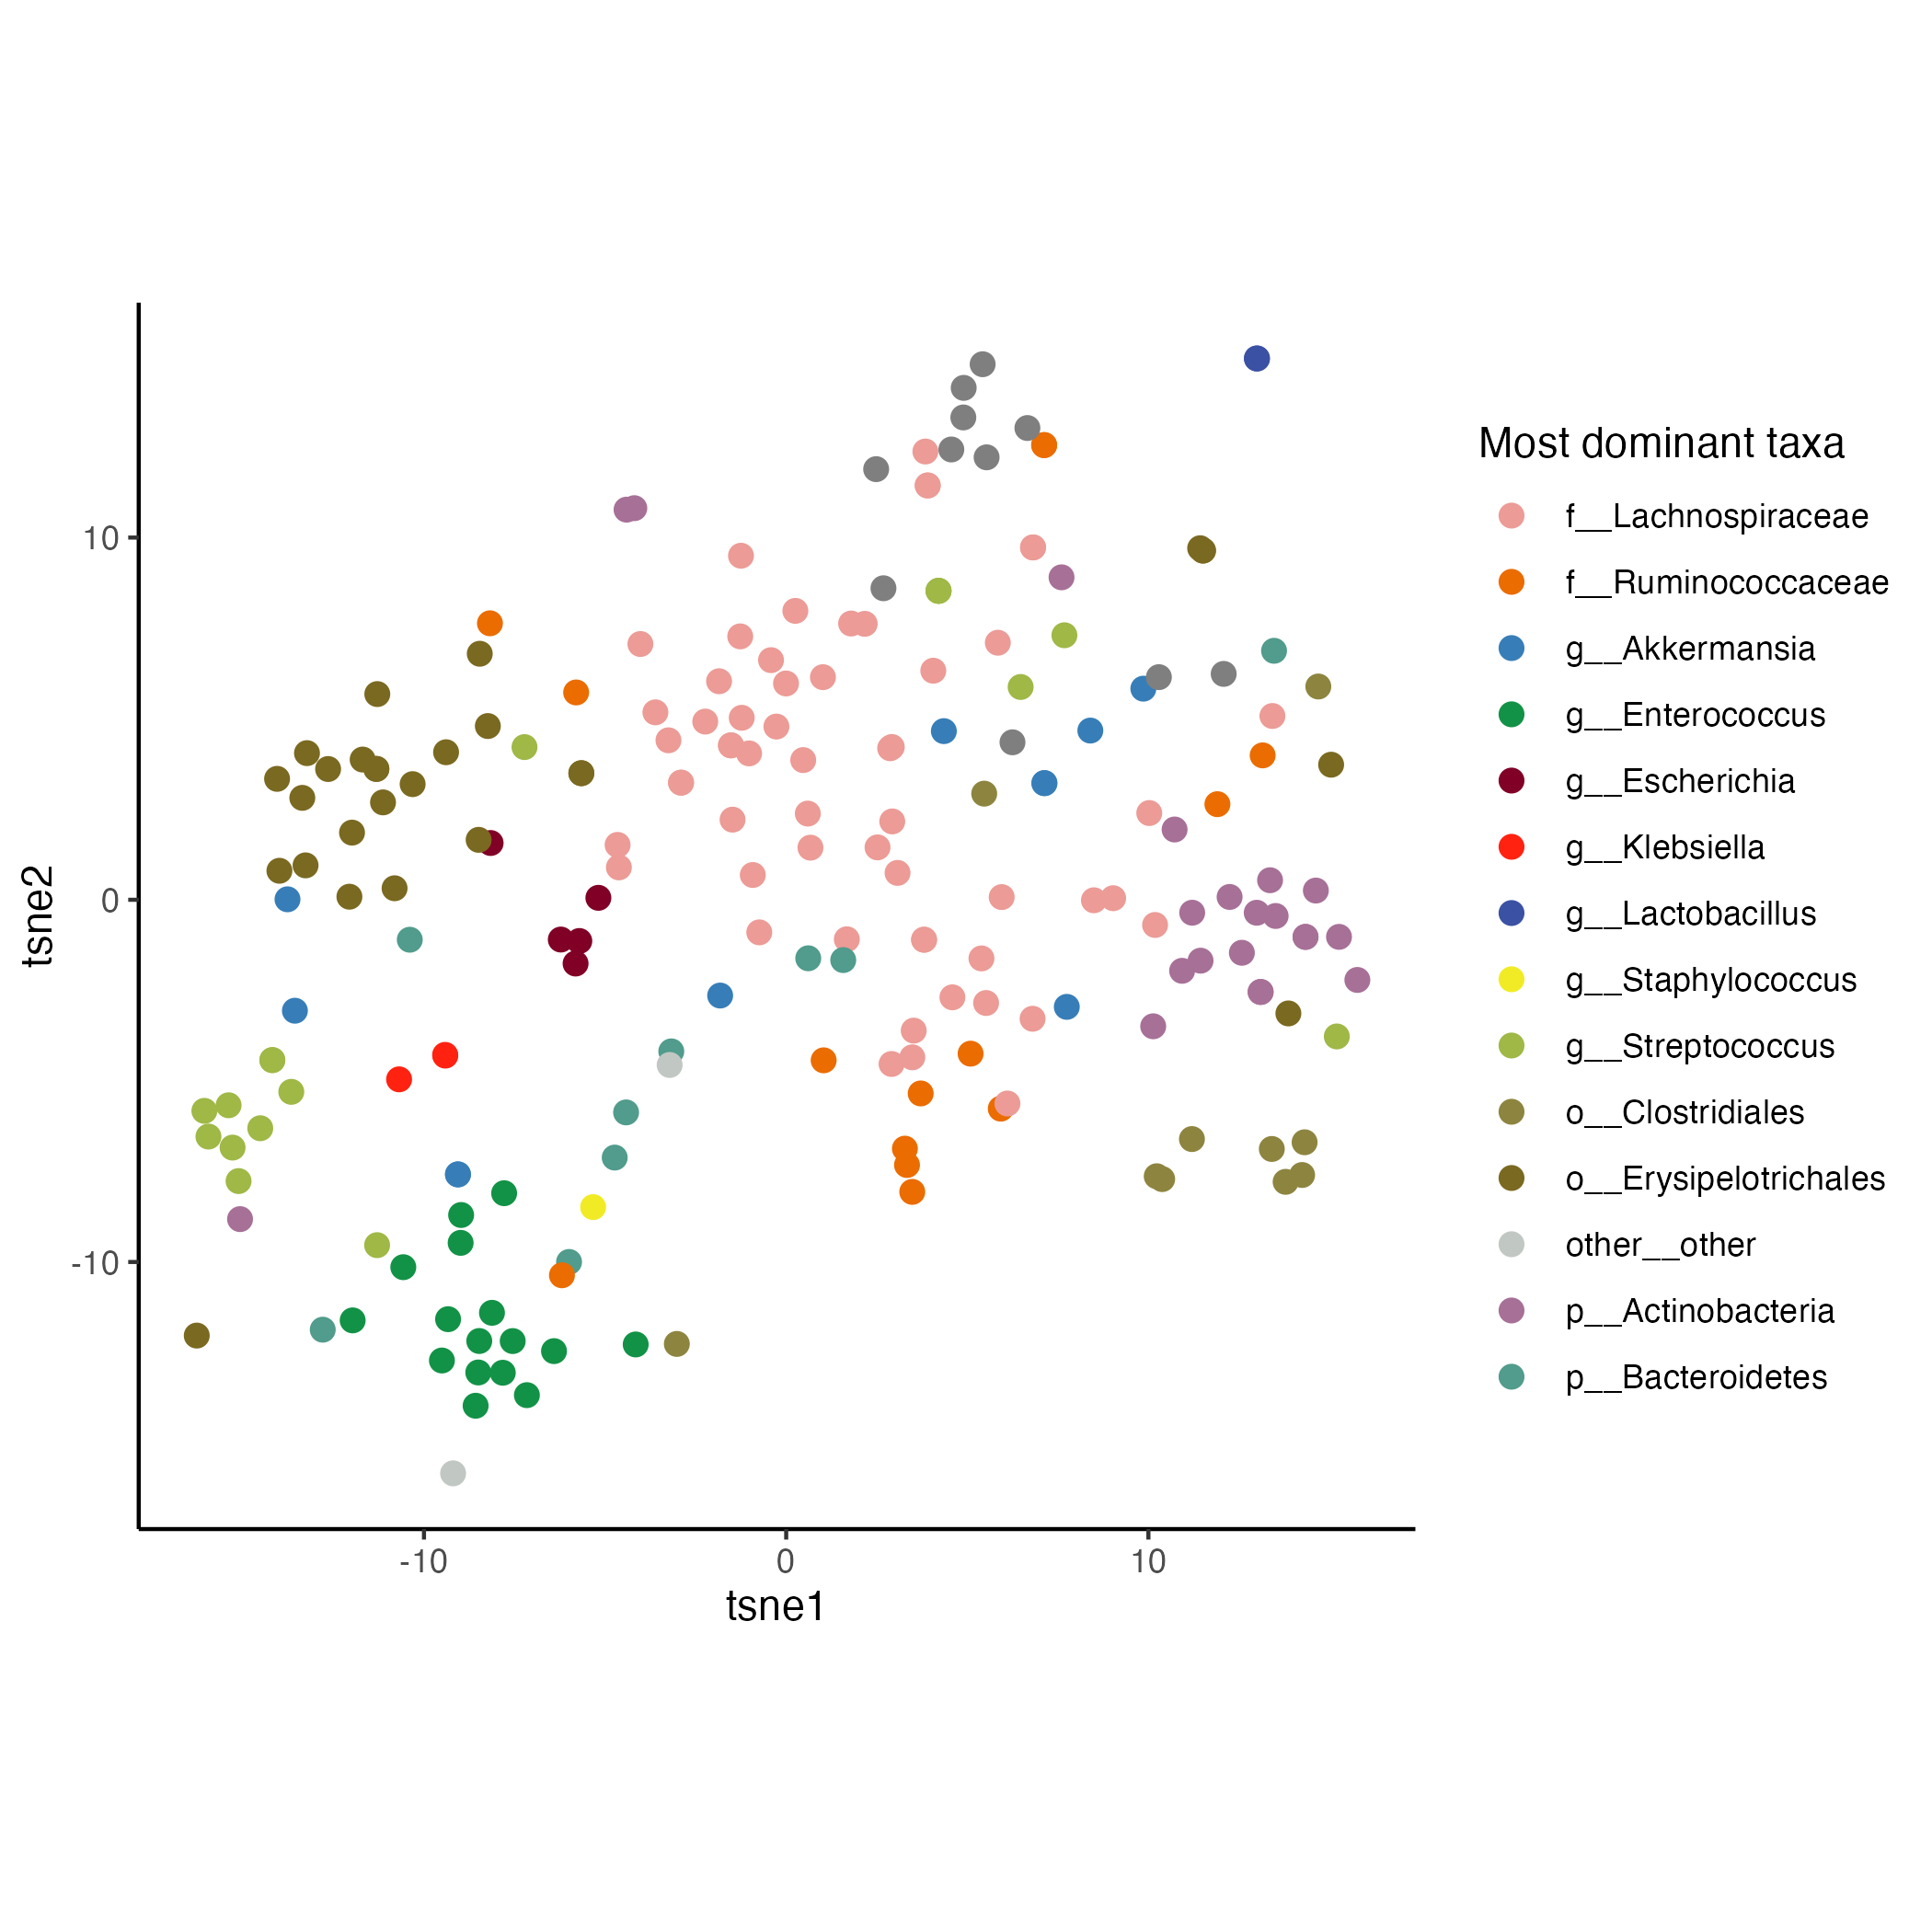 Most dominant taxa
f__Lachnospiraceae
f__Ruminococcaceae
g__Akkermansia
g__Enterococcus
g__Escherichia
g__Klebsiella
g__Lactobacillus
g__Staphylococcus
g__Streptococcus
o__Clostridiales
o__Erysipelotrichales
other__other
p__Actinobacteria
p__Bacteroidetes
tsne2
10
0
-10
-10
0
10
tsne1